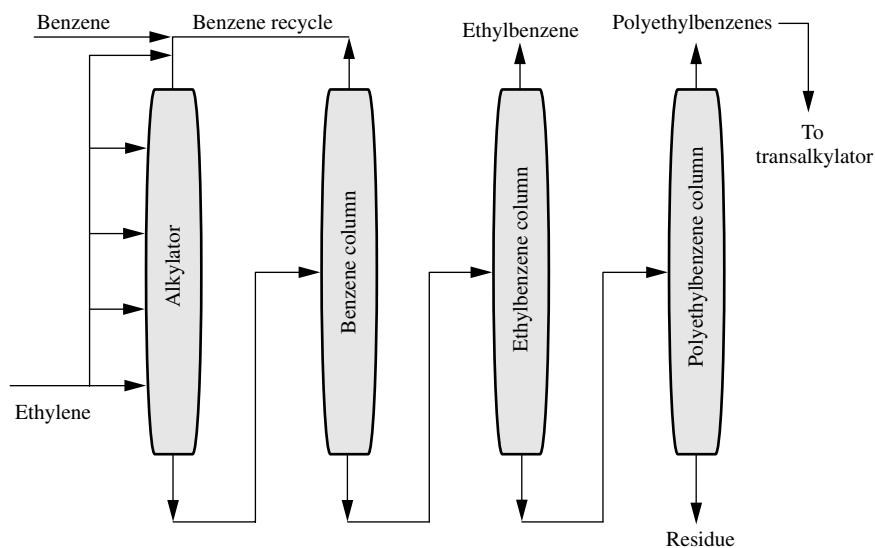 Benzene
Benzene recycle
Ethylbenzene
Polyethylbenzenes
To
transalkylator
Alkylator
Benzene column
Ethylbenzene column
Polyethylbenzene column
Ethylene
Residue